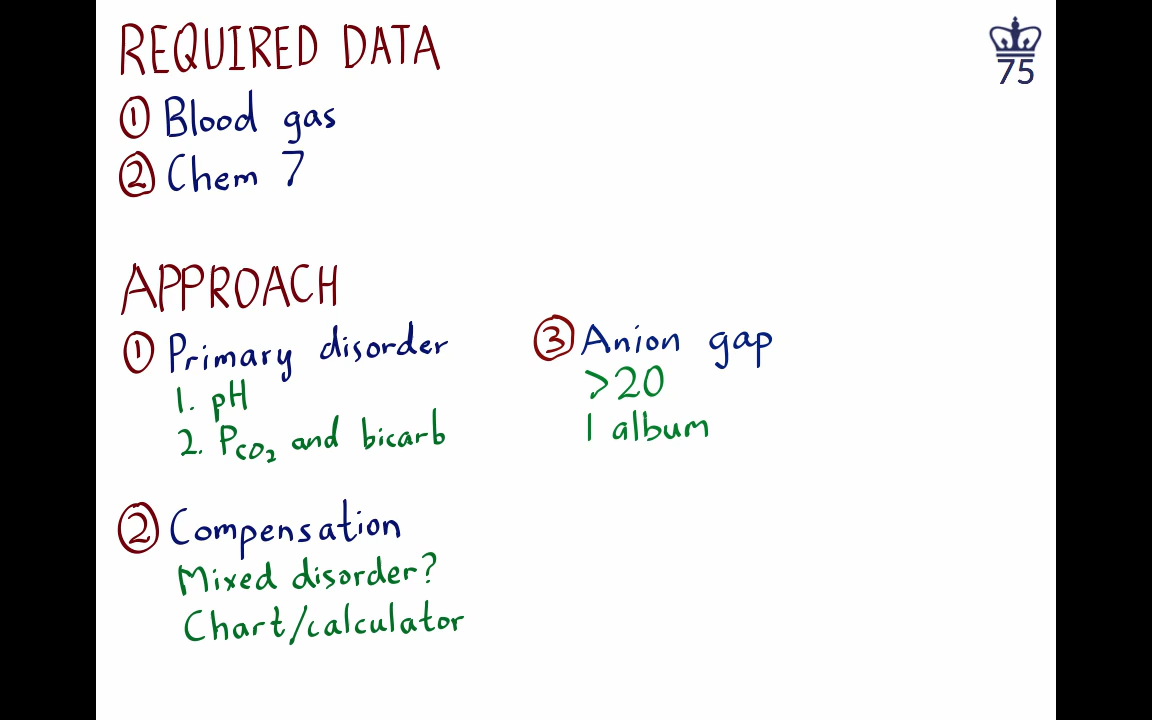 REQUIRED DATA
75
① Blood gas
② Chem 7
APPROACH
① Primary disorder
1. pH
2. PCO₂ and bicarb
② Compensation
Mixed disorder?
Chart/calculator
③ Anion gap
>20
1 album